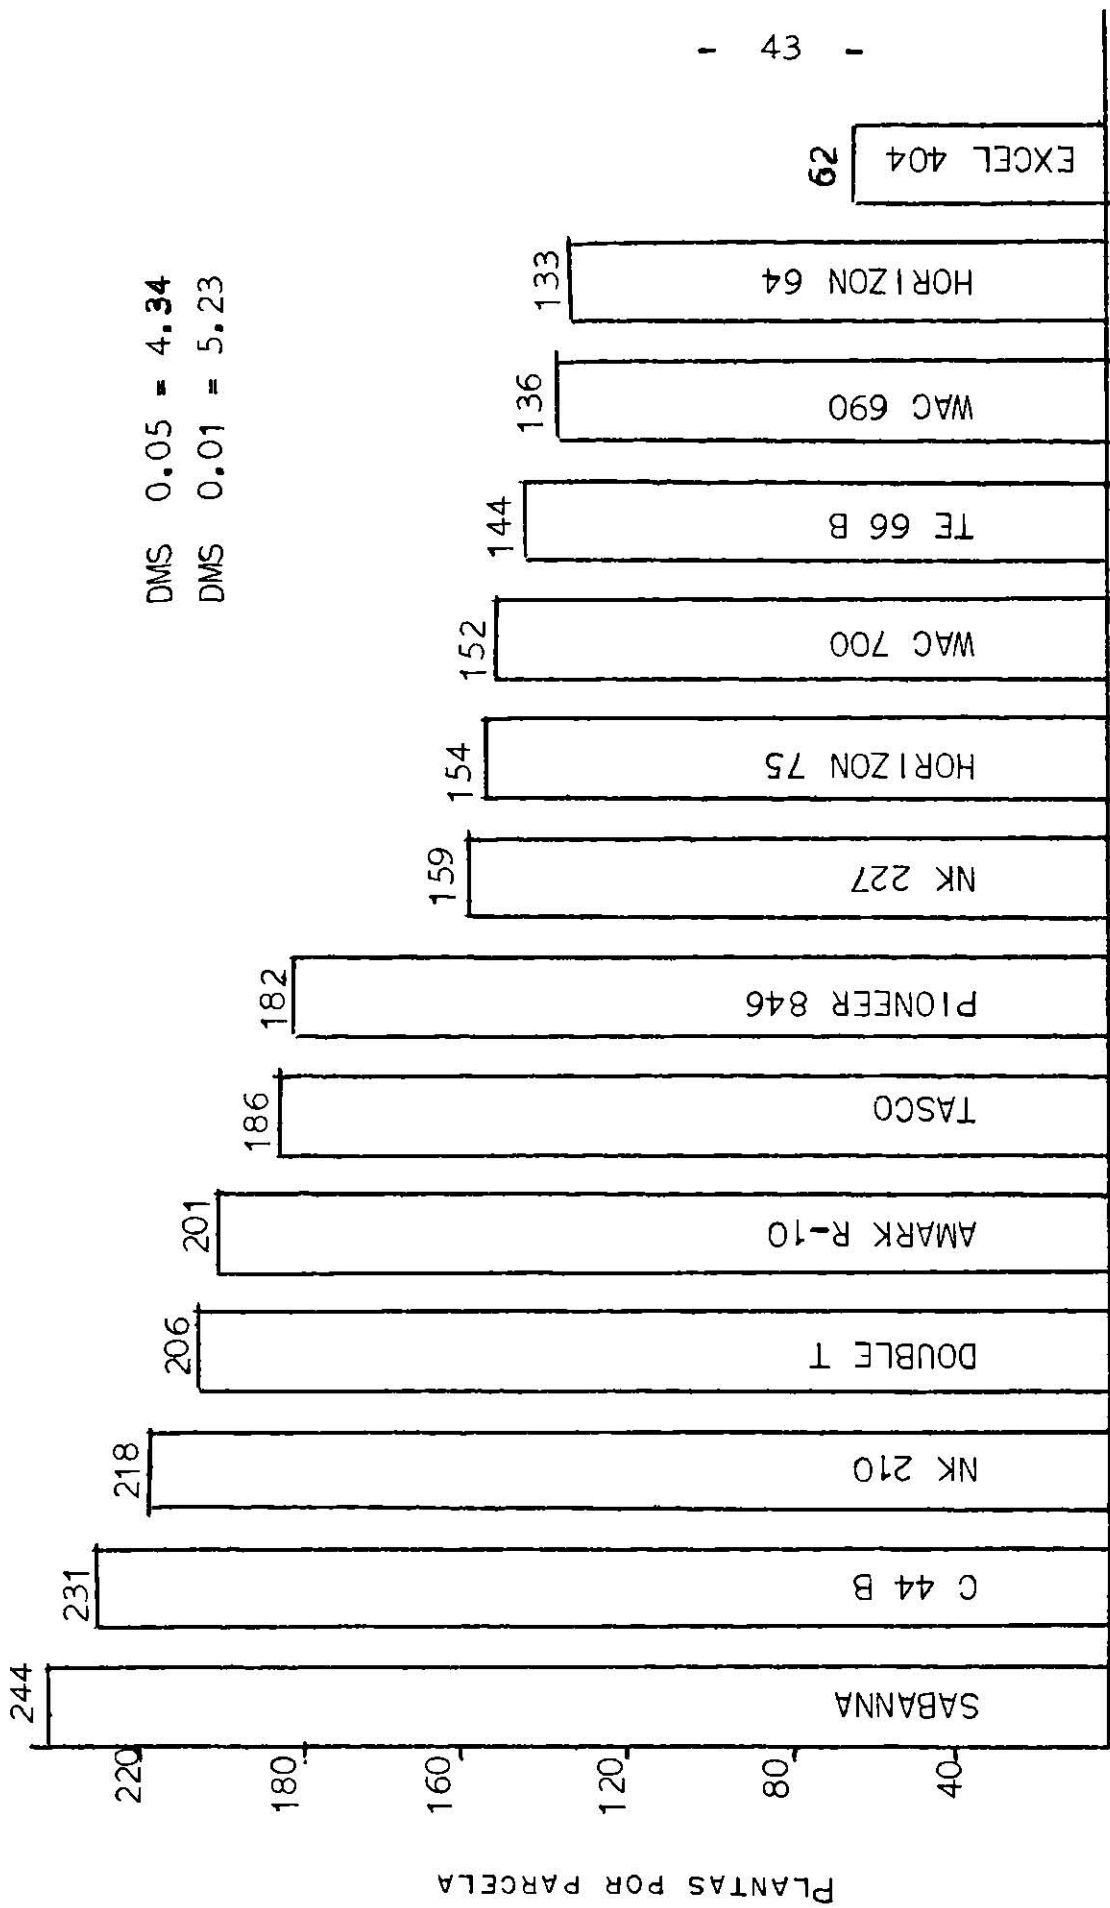 - 43 -
DMS 0.05 = 4.34
DMS 0.01 = 5.23
PLANTAS POR PARCELA
220
180
160
120
80
40
244
SABANNA
231
C 44 B
218
NK 210
206
DOUBLE T
201
AMARK R-10
186
TASCO
182
PIONEER 846
159
NK 227
154
HORIZON 75
152
WAC 700
144
TE 66 B
136
WAC 690
133
HORIZON 64
62
EXCEL 404